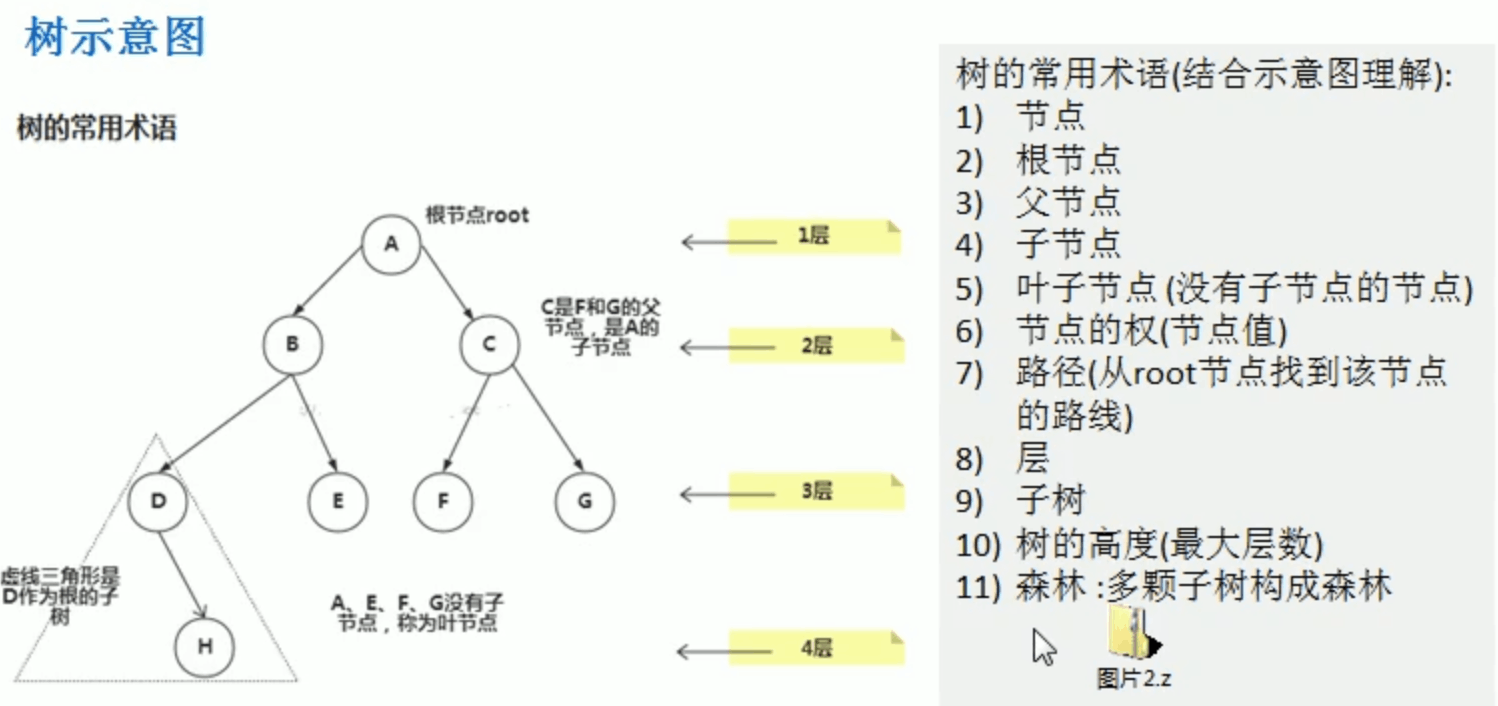 树示意图
树的常用术语
根节点root
A
1层
C是F和G的父
节点，是A的
子节点
B
C
2层
D
E
F
G
3层
虚线三角形是
D作为根的子
树
A、E、F、G没有子
节点，称为叶节点
H
4层
树的常用术语(结合示意图理解):
1) 节点
2) 根节点
3) 父节点
4) 子节点
5) 叶子节点 (没有子节点的节点)
6) 节点的权(节点值)
7) 路径(从root节点找到该节点
的路线)
8) 层
9) 子树
10) 树的高度(最大层数)
11) 森林 :多颗子树构成森林
图片2.z